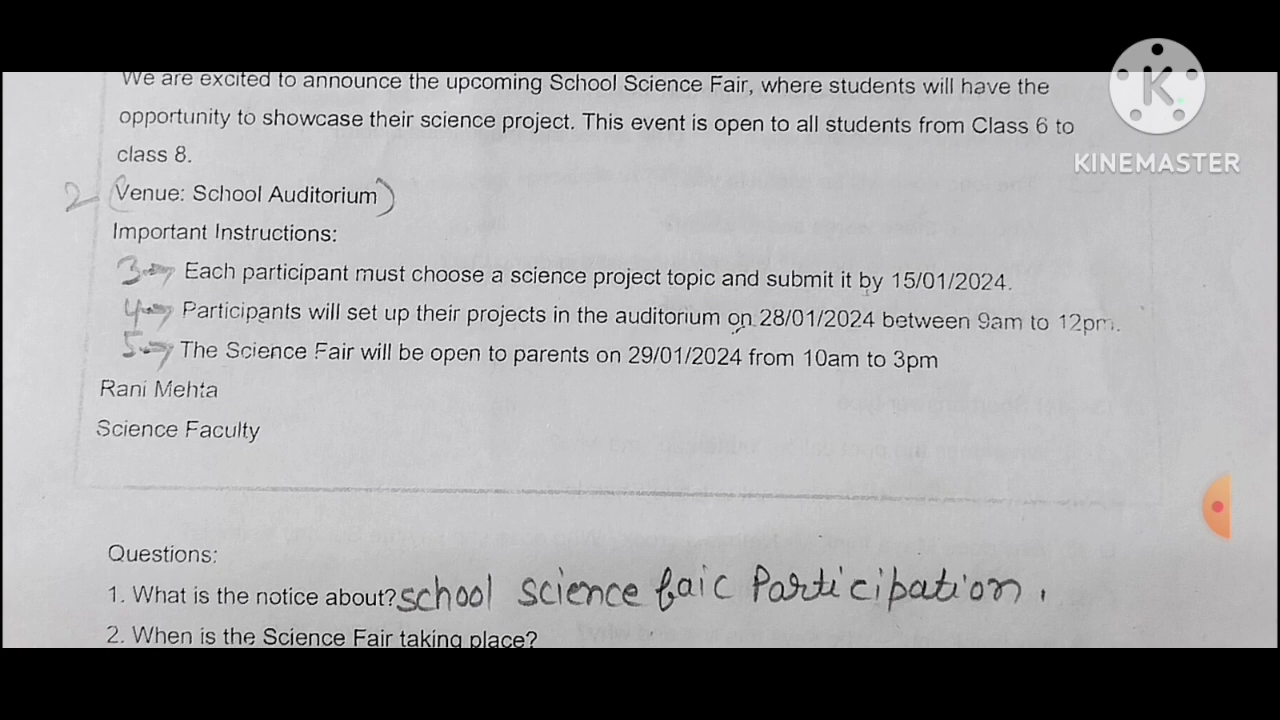 We are excited to announce the upcoming School Science Fair, where students will have the
opportunity to showcase their science project. This event is open to all students from Class 6 to
class 8.
2 (Venue: School Auditorium)
Important Instructions:
3→ Each participant must choose a science project topic and submit it by 15/01/2024.
4→ Participants will set up their projects in the auditorium on 28/01/2024 between 9am to 12pm.
5→ The Science Fair will be open to parents on 29/01/2024 from 10am to 3pm
Rani Mehta
Science Faculty
Questions:
1. What is the notice about? school science faic Participation.
2. When is the Science Fair taking place?
K
KINEMASTER